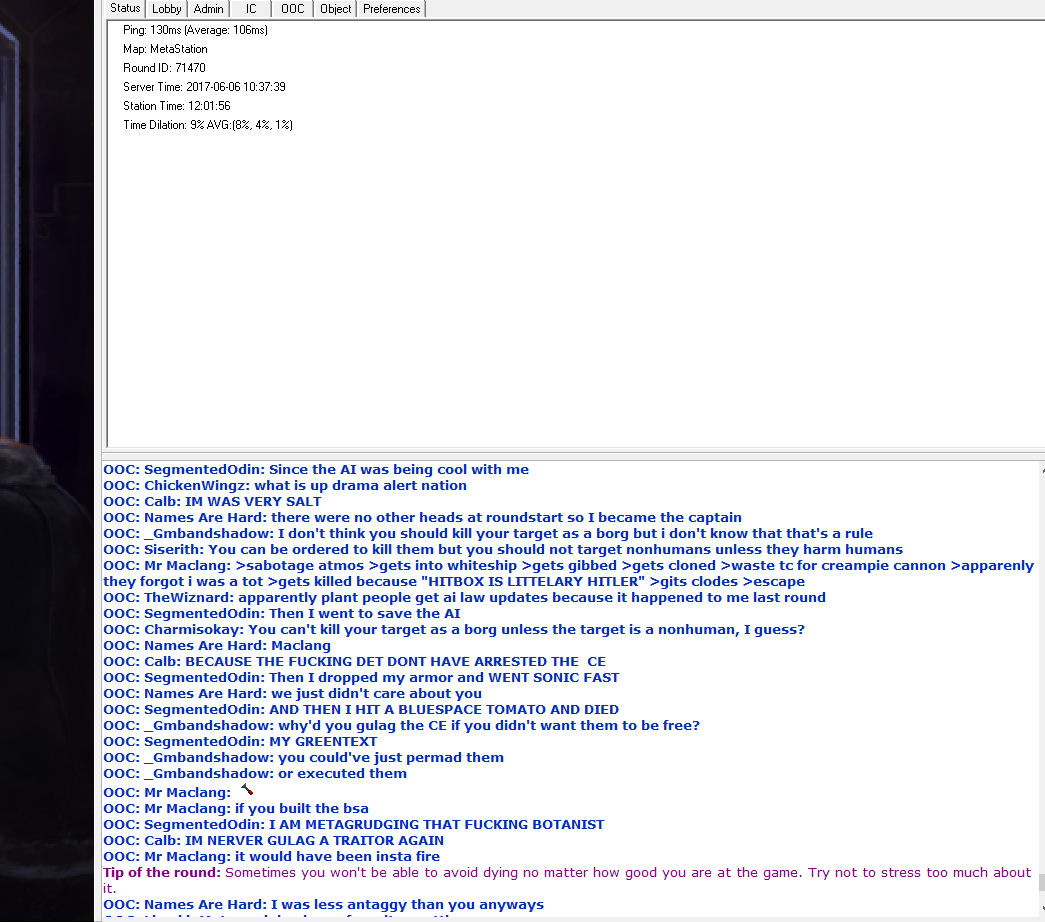 Status Lobby Admin IC OOC Object Preferences
Ping: 130ms (Average: 106ms)
Map: MetaStation
Round ID: 71470
Server Time: 2017-06-06 10:37:39
Station Time: 12:01:56
Time Dilation: 9% AVG:(8%, 4%, 1%)
OOC: SegmentedOdin: Since the AI was being cool with me
OOC: ChickenWingz: what is up drama alert nation
OOC: Calb: IM WAS VERY SALT
OOC: Names Are Hard: there were no other heads at roundstart so I became the captain
OOC: _Gmbandshadow: I don't think you should kill your target as a borg but i don't know that that's a rule
OOC: Siserith: You can be ordered to kill them but you should not target nonhumans unless they harm humans
OOC: Mr Maclang: >sabotage atmos >gets into whiteship >gets gibbed >gets cloned >waste tc for creampie cannon >apparenly
they forgot i was a tot >gets killed because "HITBOX IS LITTELARY HITLER" >gits clodes >escape
OOC: TheWiznard: apparently plant people get ai law updates because it happened to me last round
OOC: SegmentedOdin: Then I went to save the AI
OOC: Charmisokay: You can't kill your target as a borg unless the target is a nonhuman, I guess?
OOC: Names Are Hard: Maclang
OOC: Calb: BECAUSE THE FUCKING DET DONT HAVE ARRESTED THE CE
OOC: SegmentedOdin: Then I dropped my armor and WENT SONIC FAST
OOC: Names Are Hard: we just didn't care about you
OOC: SegmentedOdin: AND THEN I HIT A BLUESPACE TOMATO AND DIED
OOC: _Gmbandshadow: why'd you gulag the CE if you didn't want them to be free?
OOC: SegmentedOdin: MY GREENTEXT
OOC: _Gmbandshadow: you could've just permad them
OOC: _Gmbandshadow: or executed them
OOC: Mr Maclang:
OOC: Mr Maclang: if you built the bsa
OOC: SegmentedOdin: I AM METAGRUDGING THAT FUCKING BOTANIST
OOC: Calb: IM NERVER GULAG A TRAITOR AGAIN
OOC: Mr Maclang: it would have been insta fire
Tip of the round: Sometimes you won't be able to avoid dying no matter how good you are at the game. Try not to stress too much about
it.
OOC: Names Are Hard: I was less antaggy than you anyways